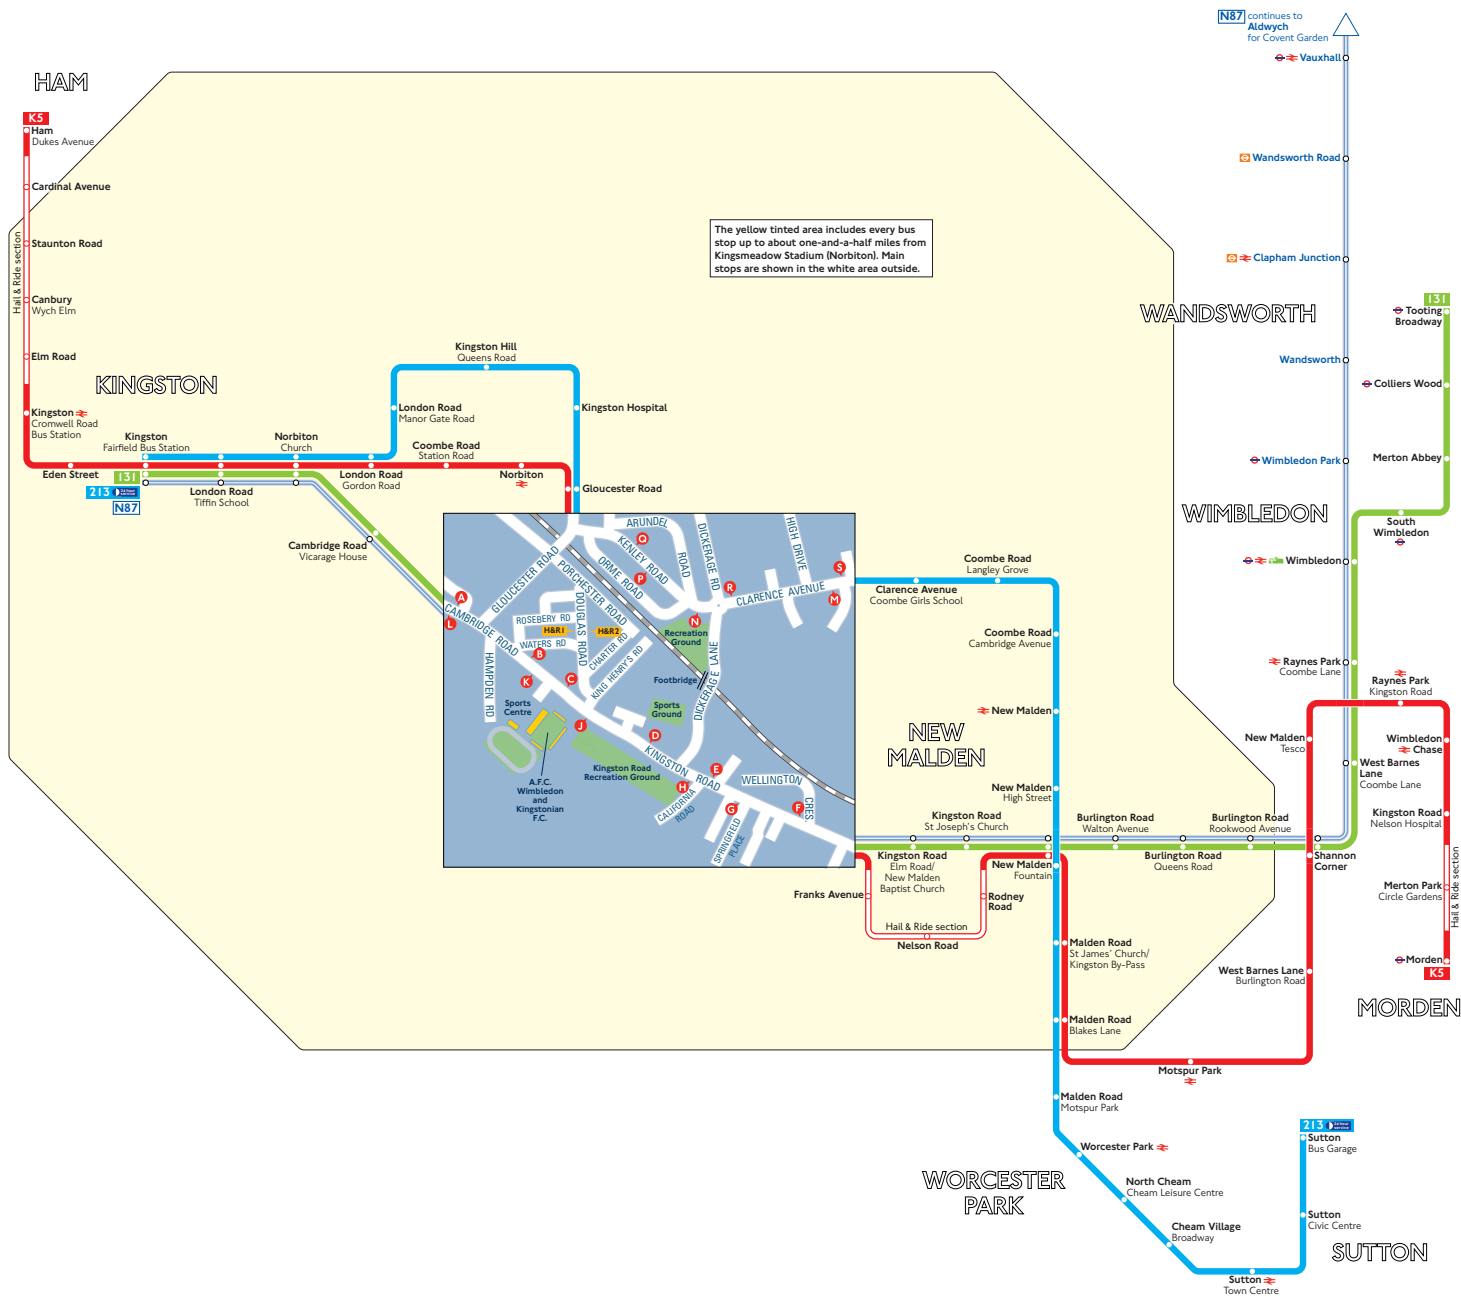 N87 continues to
Aldwych
for Covent Garden
Vauxhall
Wandsworth Road
Clapham Junction
WANDSWORTH
Wandsworth
Wimbledon Park
WIMBLEDON
Wimbledon
Raynes Park
Coombe Lane
West Barnes
Lane
Coombe Lane
131
Tooting
Broadway
Colliers Wood
Merton Abbey
South
Wimbledon
HAM
K5
Ham
Dukes Avenue
Cardinal Avenue
Staunton Road
Hail & Ride section
Canbury
Wych Elm
Elm Road
KINGSTON
Kingston
Cromwell Road
Bus Station
Eden Street
The yellow tinted area includes every bus
stop up to about one-and-a-half miles from
Kingsmeadow Stadium (Norbiton). Main
stops are shown in the white area outside.
Kingston
Fairfield Bus Station
131
213 24 hour service
N87
London Road
Tiffin School
Norbiton
Church
Cambridge Road
Vicarage House
London Road
Gordon Road
London Road
Manor Gate Road
Coombe Road
Station Road
Kingston Hill
Queens Road
Norbiton
Kingston Hospital
Gloucester Road
ARUNDEL
ROAD
KENLEY ROAD
ORME ROAD
DICKERAGE RD
HIGH DRIVE
GLOUCESTER ROAD
PORCHESTER ROAD
DOUGLAS ROAD
CLARENCE AVENUE
CAMBRIDGE ROAD
ROSEBERY RD
H&R1
H&R2
WATERS RD
CHARTER RD
KING HENRY'S RD
HAMPDEN RD
Recreation
Ground
Footbridge
DICKERAGE LANE
Sports
Centre
Sports
Ground
A.F.C.
Wimbledon
and
Kingstonian
F.C.
Kingston Road
Recreation Ground
KINGSTON ROAD
CALIFORNIA
ROAD
WELLINGTON
CRES.
SPRINGFIELD
PLACE
A
B
C
D
E
F
G
H
J
K
L
M
N
P
Q
R
S
Clarence Avenue
Coombe Girls School
Coombe Road
Langley Grove
Coombe Road
Cambridge Avenue
New Malden
NEW
MALDEN
New Malden
High Street
Kingston Road
St Joseph's Church
Kingston Road
Elm Road/
New Malden
Baptist Church
New Malden
Fountain
Burlington Road
Walton Avenue
Burlington Road
Queens Road
Burlington Road
Rookwood Avenue
Shannon
Corner
Franks Avenue
Hail & Ride section
Nelson Road
Rodney
Road
Malden Road
St James' Church/
Kingston By-Pass
Malden Road
Blakes Lane
Motspur Park
West Barnes Lane
Burlington Road
New Malden
Tesco
Raynes Park
Kingston Road
Wimbledon
Chase
Kingston Road
Nelson Hospital
Merton Park
Circle Gardens
Hail & Ride section
Morden
K5
MORDEN
Malden Road
Motspur Park
Worcester Park
WORCESTER
PARK
North Cheam
Cheam Leisure Centre
Cheam Village
Broadway
Sutton
Town Centre
213 24 hour service
Sutton
Bus Garage
Sutton
Civic Centre
SUTTON